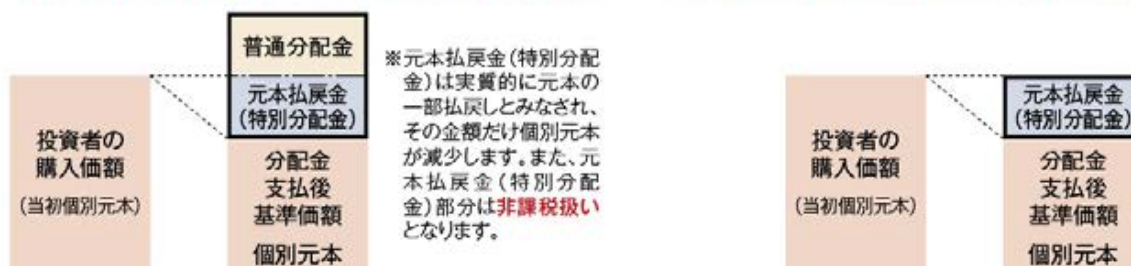 投資者の
購入価額
(当初個別元本)
普通分配金
元本払戻金
(特別分配金)
分配金
支払後
基準価額
個別元本
※元本払戻金(特別分配
金)は実質的に元本の
一部払戻しとみなされ、
その金額だけ個別元本
が減少します。また、元
本払戻金(特別分配
金)部分は非課税扱い
となります。
投資者の
購入価額
(当初個別元本)
元本払戻金
(特別分配金)
分配金
支払後
基準価額
個別元本